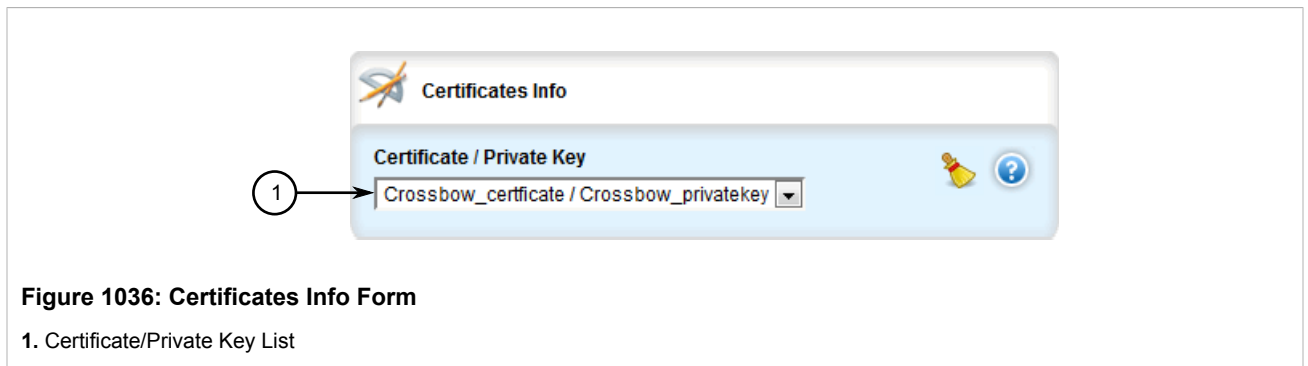 Certificates Info
Certificate / Private Key
1
Crossbow_certficate / Crossbow_privatekey
Figure 1036: Certificates Info Form
1. Certificate/Private Key List